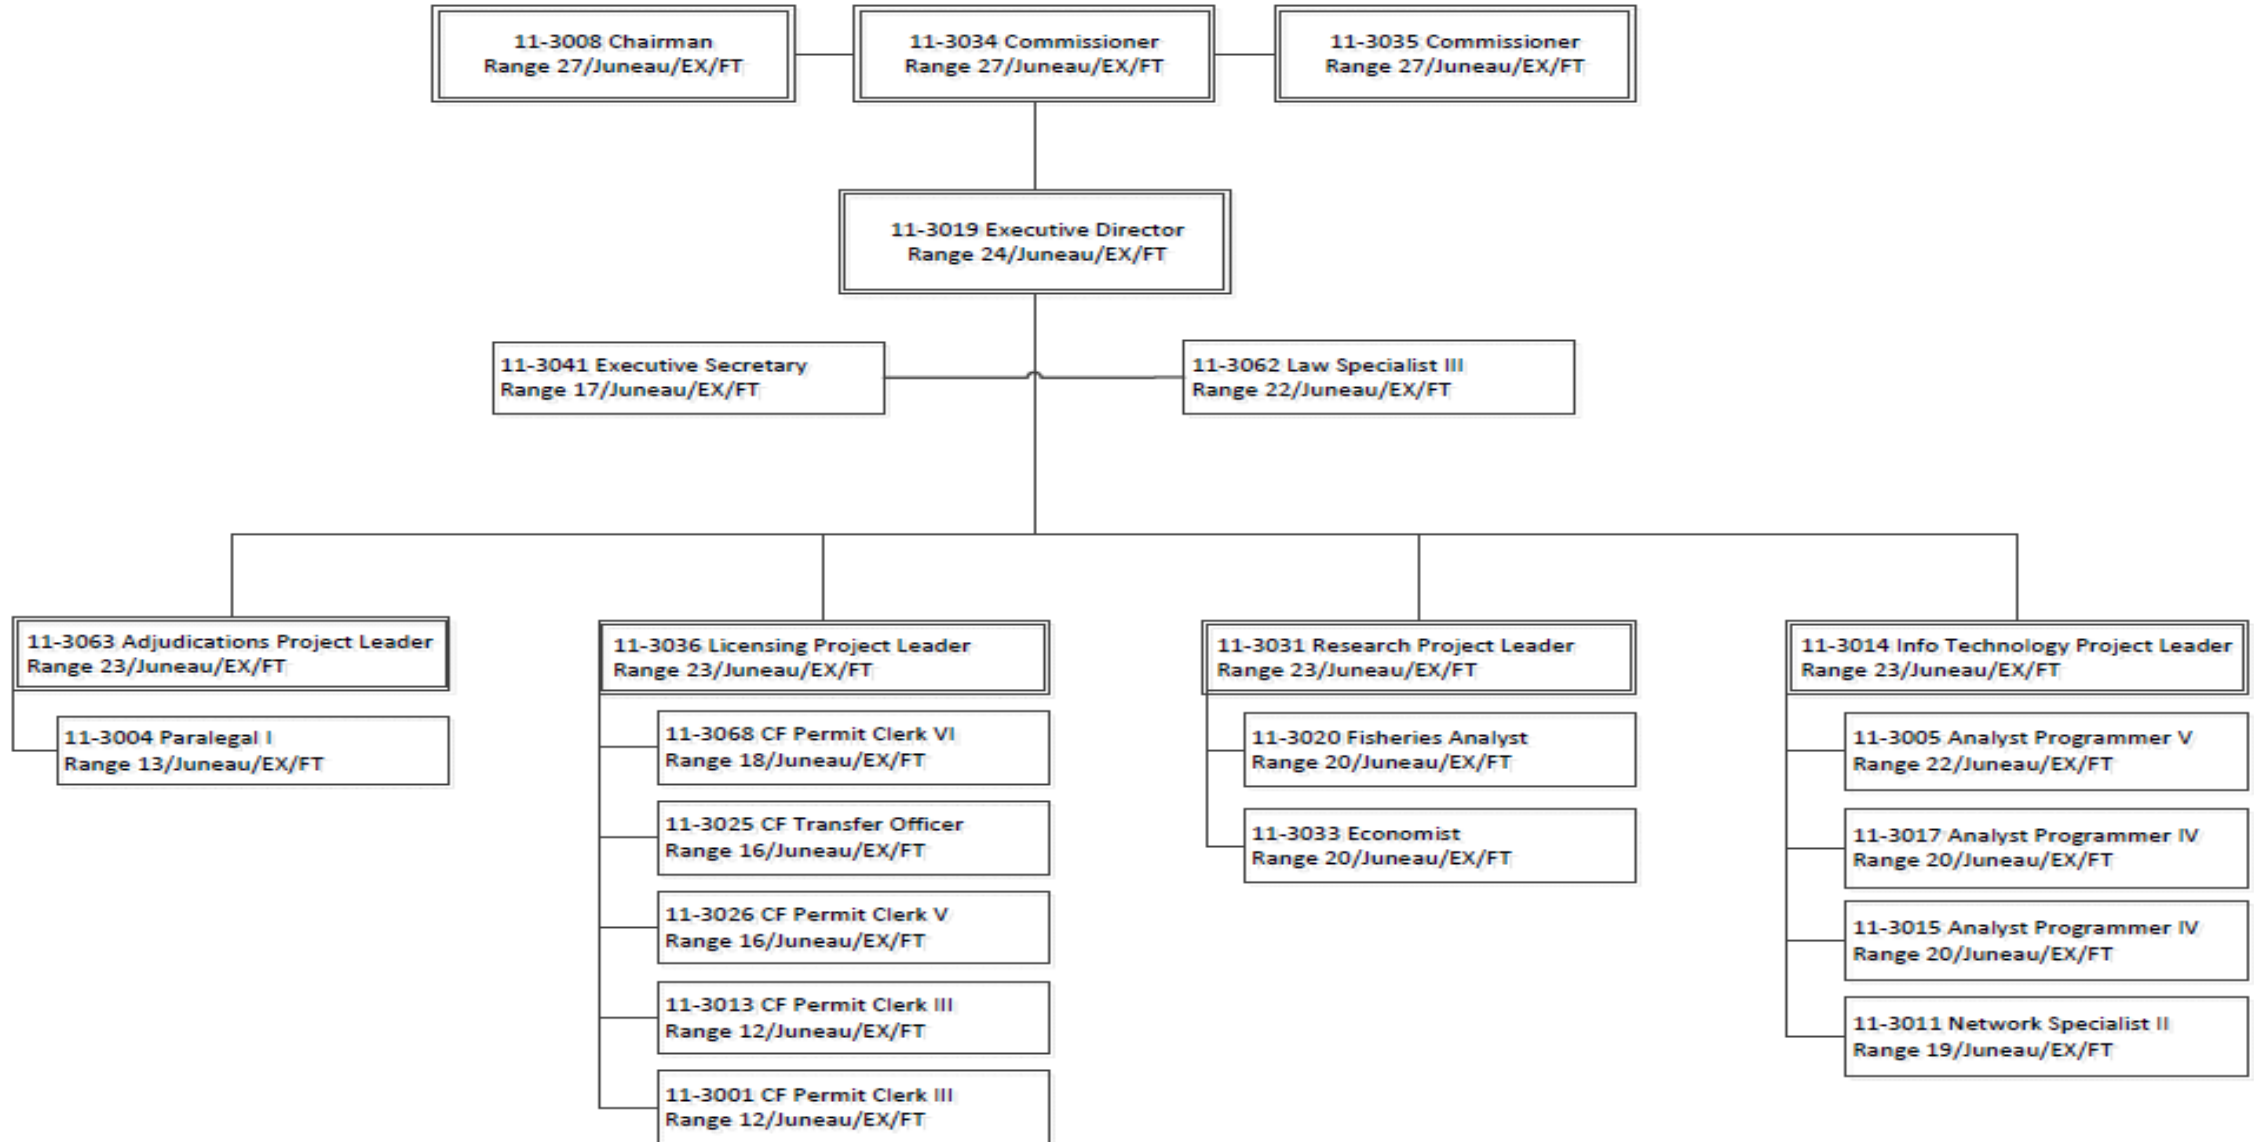 11-3008 Chairman
Range 27/Juneau/EX/FT
11-3034 Commissioner
Range 27/Juneau/EX/FT
11-3035 Commissioner
Range 27/Juneau/EX/FT
11-3019 Executive Director
Range 24/Juneau/EX/FT
11-3041 Executive Secretary
Range 17/Juneau/EX/FT
11-3062 Law Specialist III
Range 22/Juneau/EX/FT
11-3063 Adjudications Project Leader
Range 23/Juneau/EX/FT
11-3004 Paralegal I
Range 13/Juneau/EX/FT
11-3036 Licensing Project Leader
Range 23/Juneau/EX/FT
11-3068 CF Permit Clerk VI
Range 18/Juneau/EX/FT
11-3025 CF Transfer Officer
Range 16/Juneau/EX/FT
11-3026 CF Permit Clerk V
Range 16/Juneau/EX/FT
11-3013 CF Permit Clerk III
Range 12/Juneau/EX/FT
11-3001 CF Permit Clerk III
Range 12/Juneau/EX/FT
11-3031 Research Project Leader
Range 23/Juneau/EX/FT
11-3020 Fisheries Analyst
Range 20/Juneau/EX/FT
11-3033 Economist
Range 20/Juneau/EX/FT
11-3014 Info Technology Project Leader
Range 23/Juneau/EX/FT
11-3005 Analyst Programmer V
Range 22/Juneau/EX/FT
11-3017 Analyst Programmer IV
Range 20/Juneau/EX/FT
11-3015 Analyst Programmer IV
Range 20/Juneau/EX/FT
11-3011 Network Specialist II
Range 19/Juneau/EX/FT